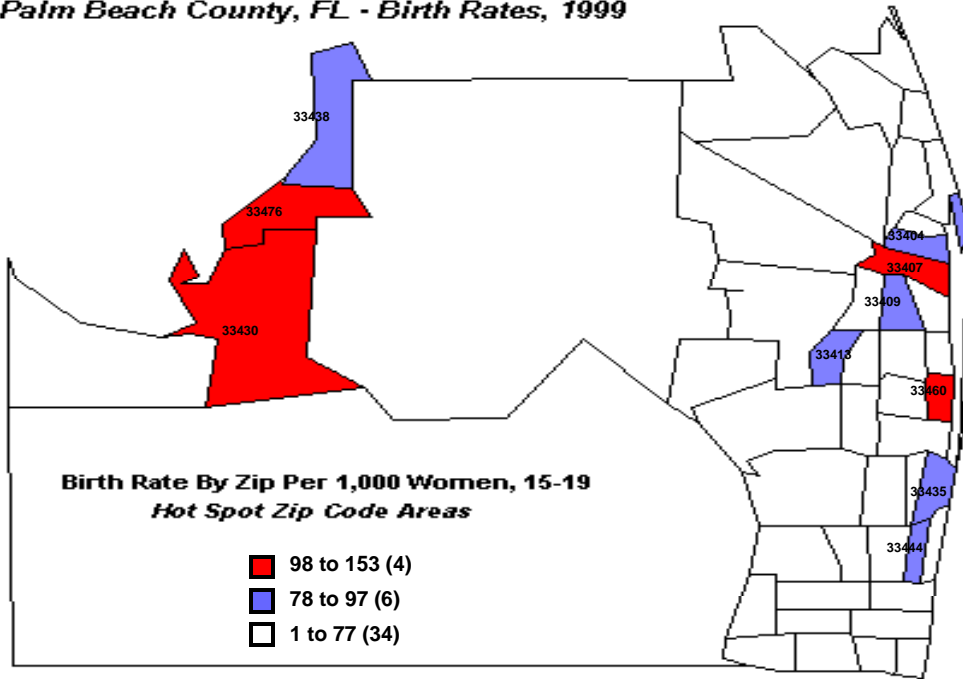 Palm Beach County, FL - Birth Rates, 1999
33438
33476
33404
33407
33409
33430
33413
33460
Birth Rate By Zip Per 1,000 Women, 15-19
Hot Spot Zip Code Areas
33435
33444
98 to 153 (4)
78 to 97 (6)
1 to 77 (34)